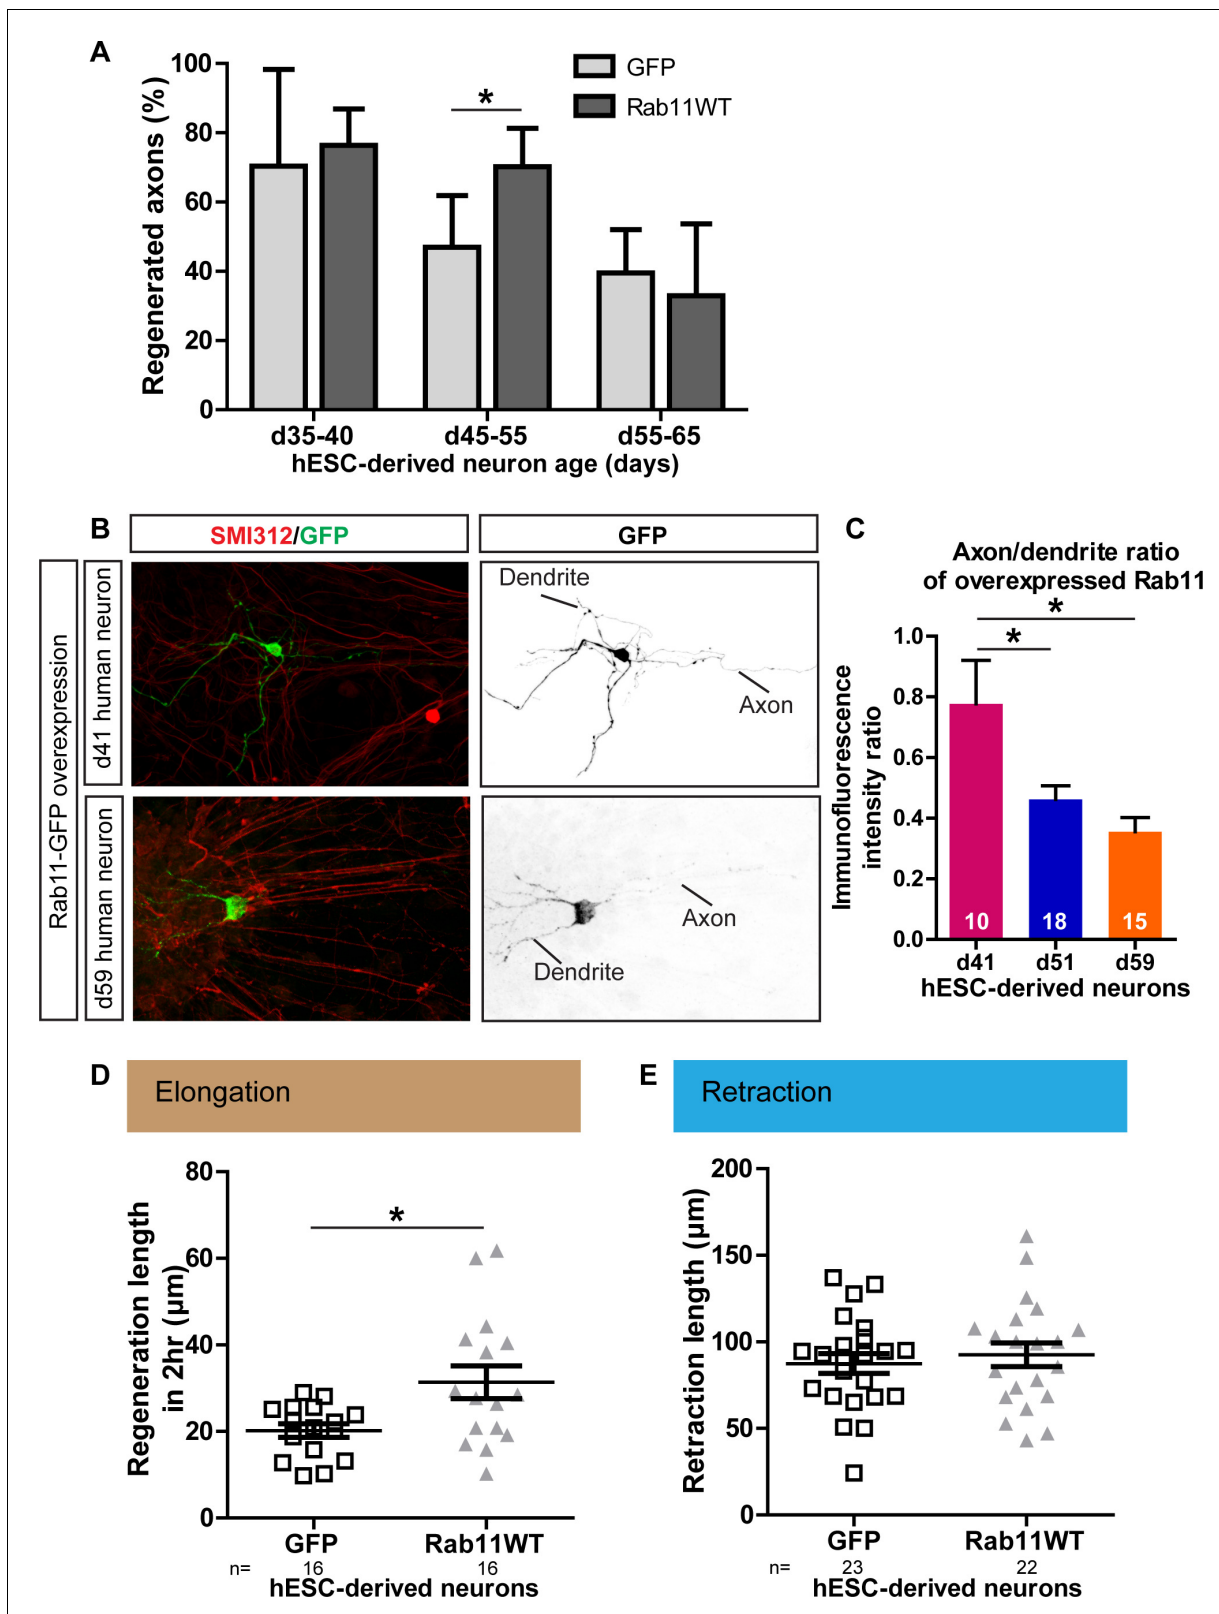 A
Regenerated axons (%)
100
80
60
40
20
0
GFP
Rab11WT
*
d35-40
d45-55
d55-65
hESC-derived neuron age (days)
B
SMI312/GFP
GFP
Rab11-GFP overexpression
d41 human neuron
d59 human neuron
Dendrite
Axon
Axon
Dendrite
C
Axon/dendrite ratio
of overexpressed Rab11
*
*
Immunofluorescence
intensity ratio
1.0
0.8
0.6
0.4
0.2
0.0
10
18
15
d41
d51
d59
hESC-derived neurons
D
Elongation
Regeneration length
in 2hr (µm)
80
60
40
20
0
*
GFP
Rab11WT
n=
16
16
hESC-derived neurons
E
Retraction
Retraction length (µm)
200
150
100
50
0
GFP
Rab11WT
n=
23
22
hESC-derived neurons